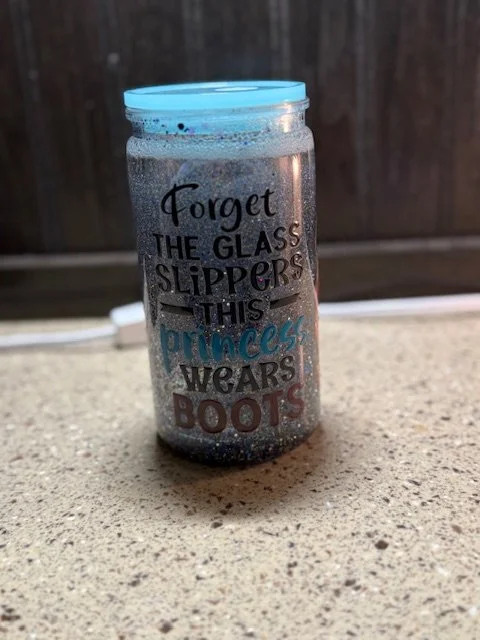 Forget
THE GLASS
SLIPPERS
THIS
princess
WEARS
BOOTS